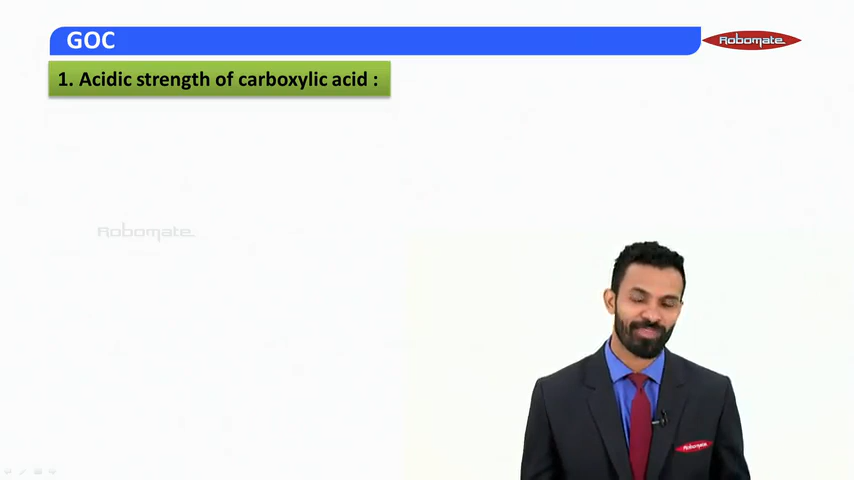 GOC
Robomate
1. Acidic strength of carboxylic acid :
Robomate
Robomate